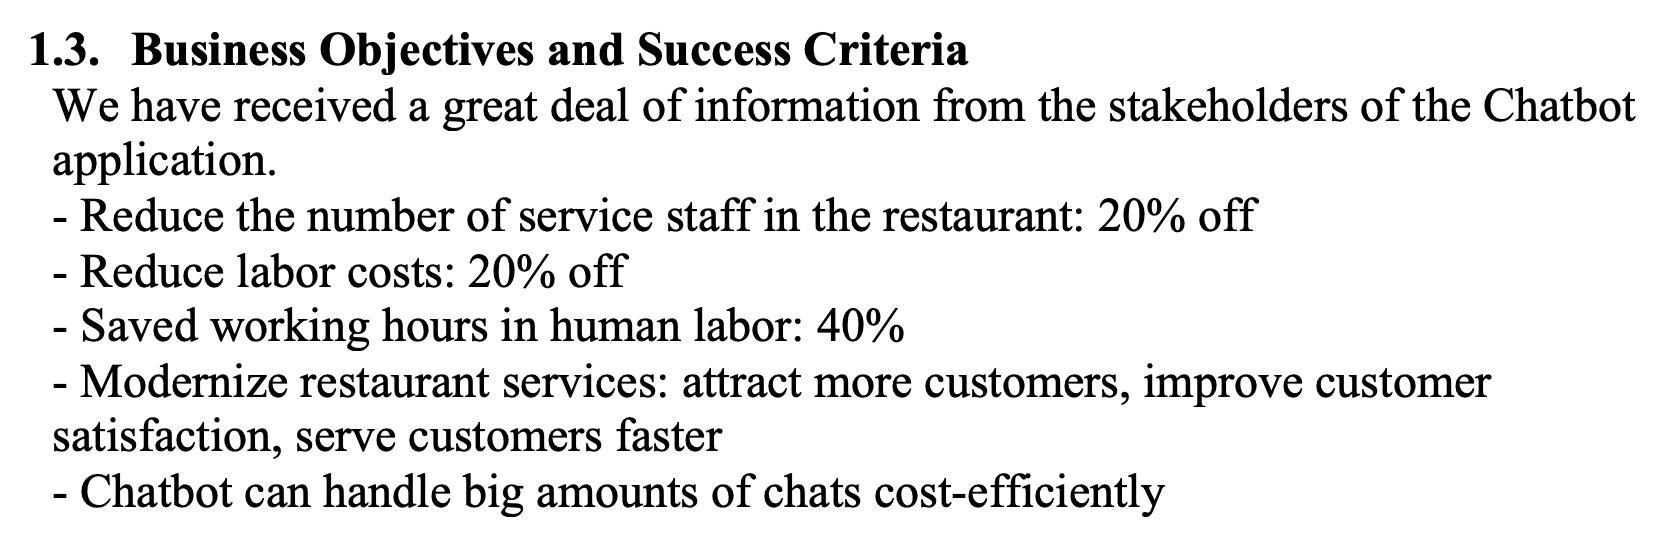 1.3. Business Objectives and Success Criteria
We have received a great deal of information from the stakeholders of the Chatbot
application.
- Reduce the number of service staff in the restaurant: 20% off
- Reduce labor costs: 20% off
- Saved working hours in human labor: 40%
- Modernize restaurant services: attract more customers, improve customer
satisfaction, serve customers faster
- Chatbot can handle big amounts of chats cost-efficiently